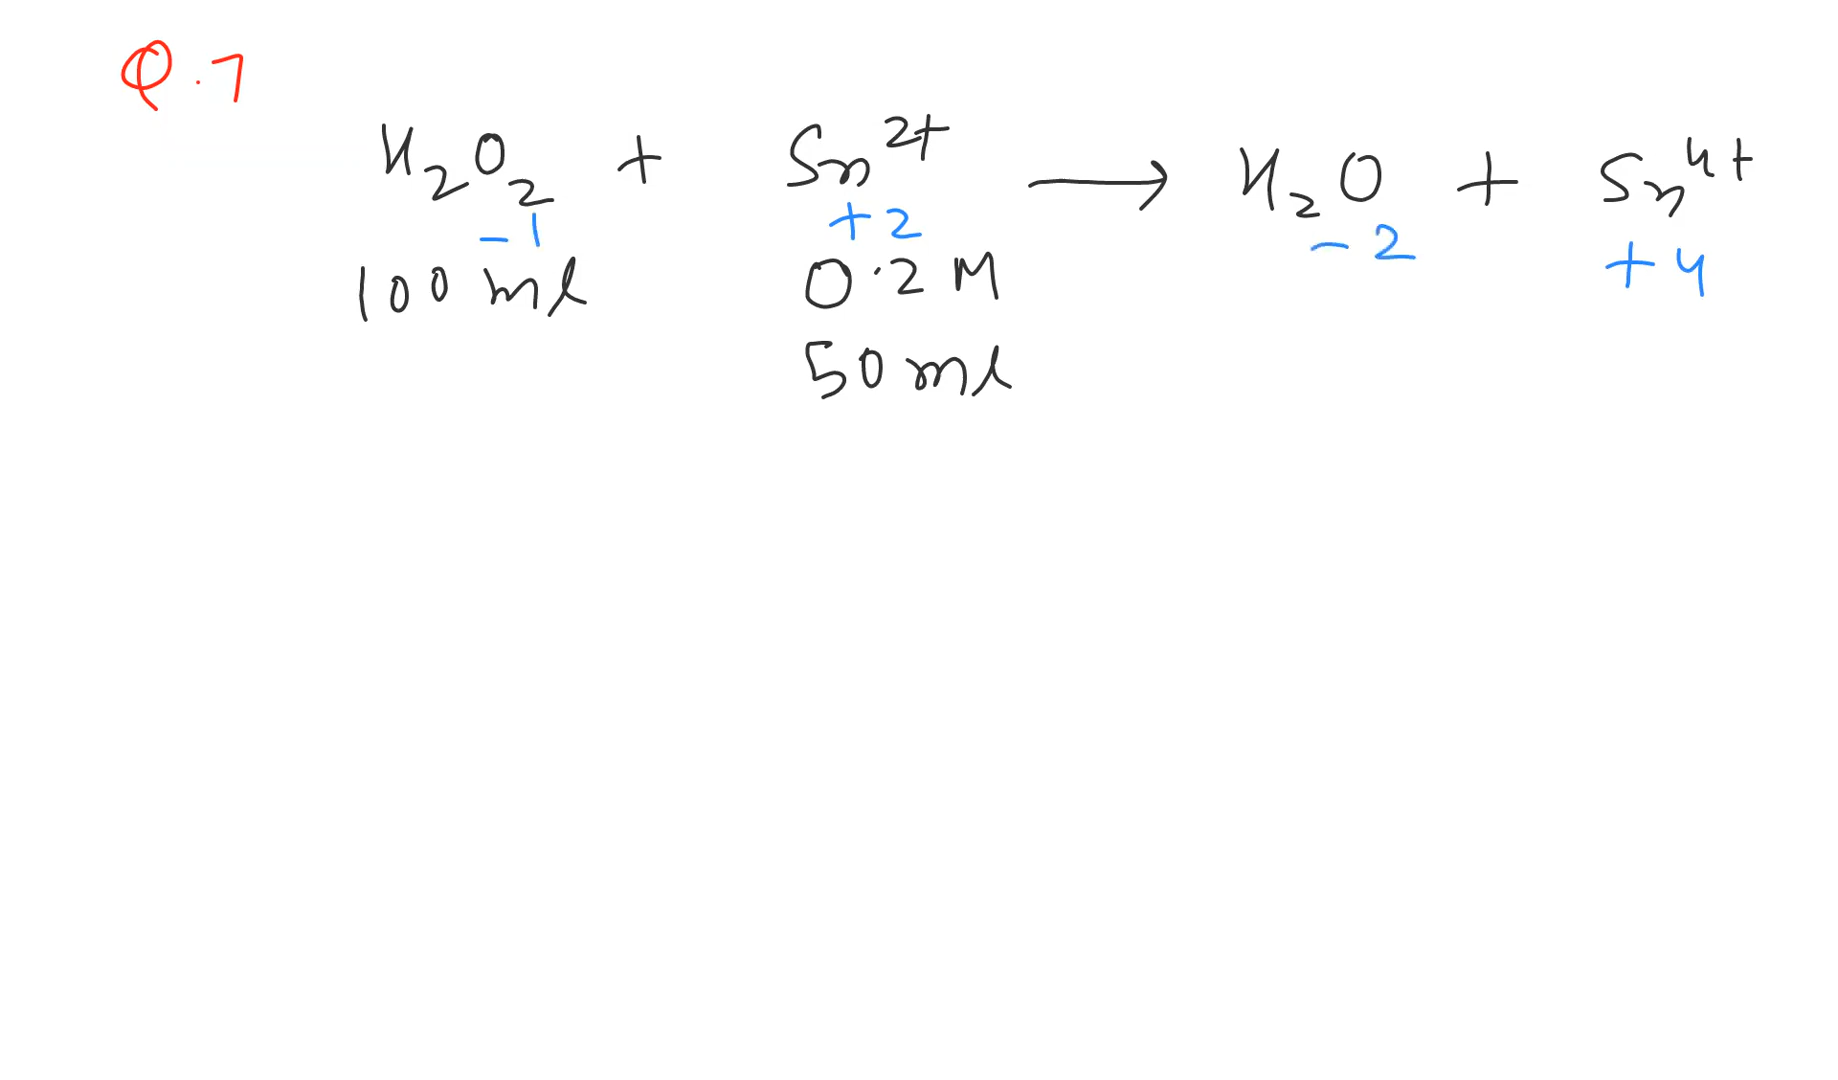 Q.7
H₂O₂ + Sn²⁺ ⟶ H₂O + Sn⁴⁺
-1 +2 -2 +4
100 ml 0.2 M
50 ml